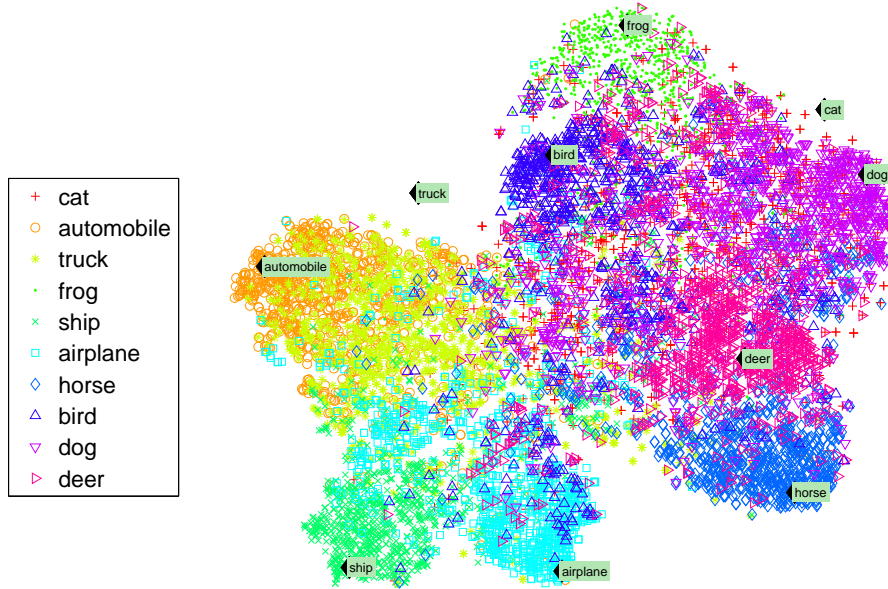 frog
cat
bird
dog
truck
automobile
deer
horse
ship
airplane
cat
automobile
truck
frog
ship
airplane
horse
bird
dog
deer